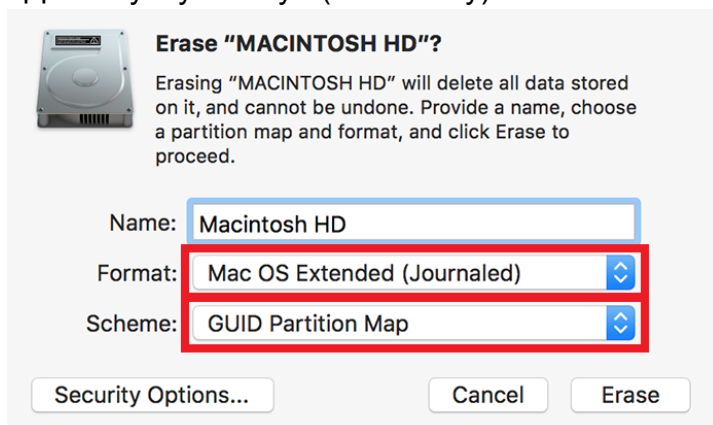 Erase “MACINTOSH HD”?
Erasing “MACINTOSH HD” will delete all data stored
on it, and cannot be undone. Provide a name, choose
a partition map and format, and click Erase to
proceed.
Name: Macintosh HD
Format: Mac OS Extended (Journaled)
Scheme: GUID Partition Map
Security Options... Cancel Erase